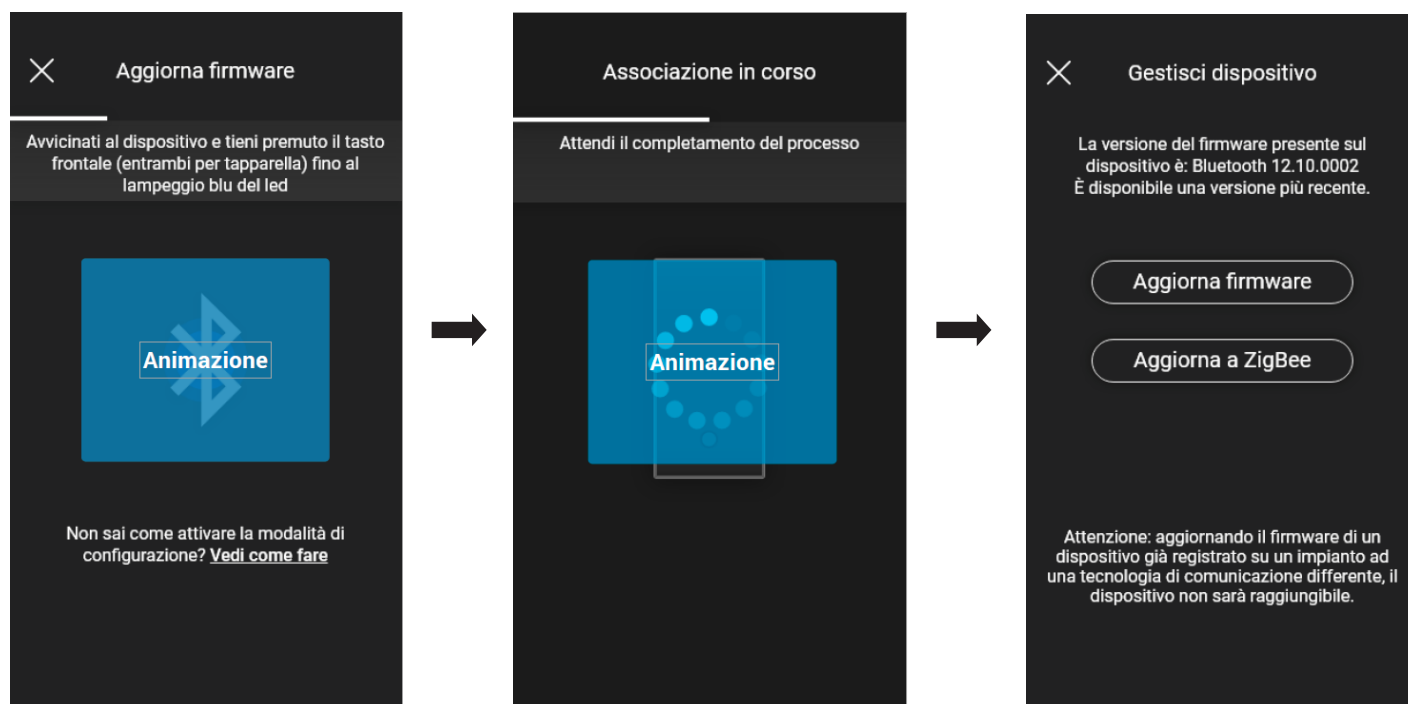 Aggiorna firmware
Avvicinati al dispositivo e tieni premuto il tasto
frontale (entrambi per tapparella) fino al
lampeggio blu del led
Animazione
Non sai come attivare la modalità di
configurazione? Vedi come fare
Associazione in corso
Attendi il completamento del processo
Animazione
Gestisci dispositivo
La versione del firmware presente sul
dispositivo è: Bluetooth 12.10.0002
È disponibile una versione più recente.
Aggiorna firmware
Aggiorna a ZigBee
Attenzione: aggiornando il firmware di un
dispositivo già registrato su un impianto ad
una tecnologia di comunicazione differente, il
dispositivo non sarà raggiungibile.